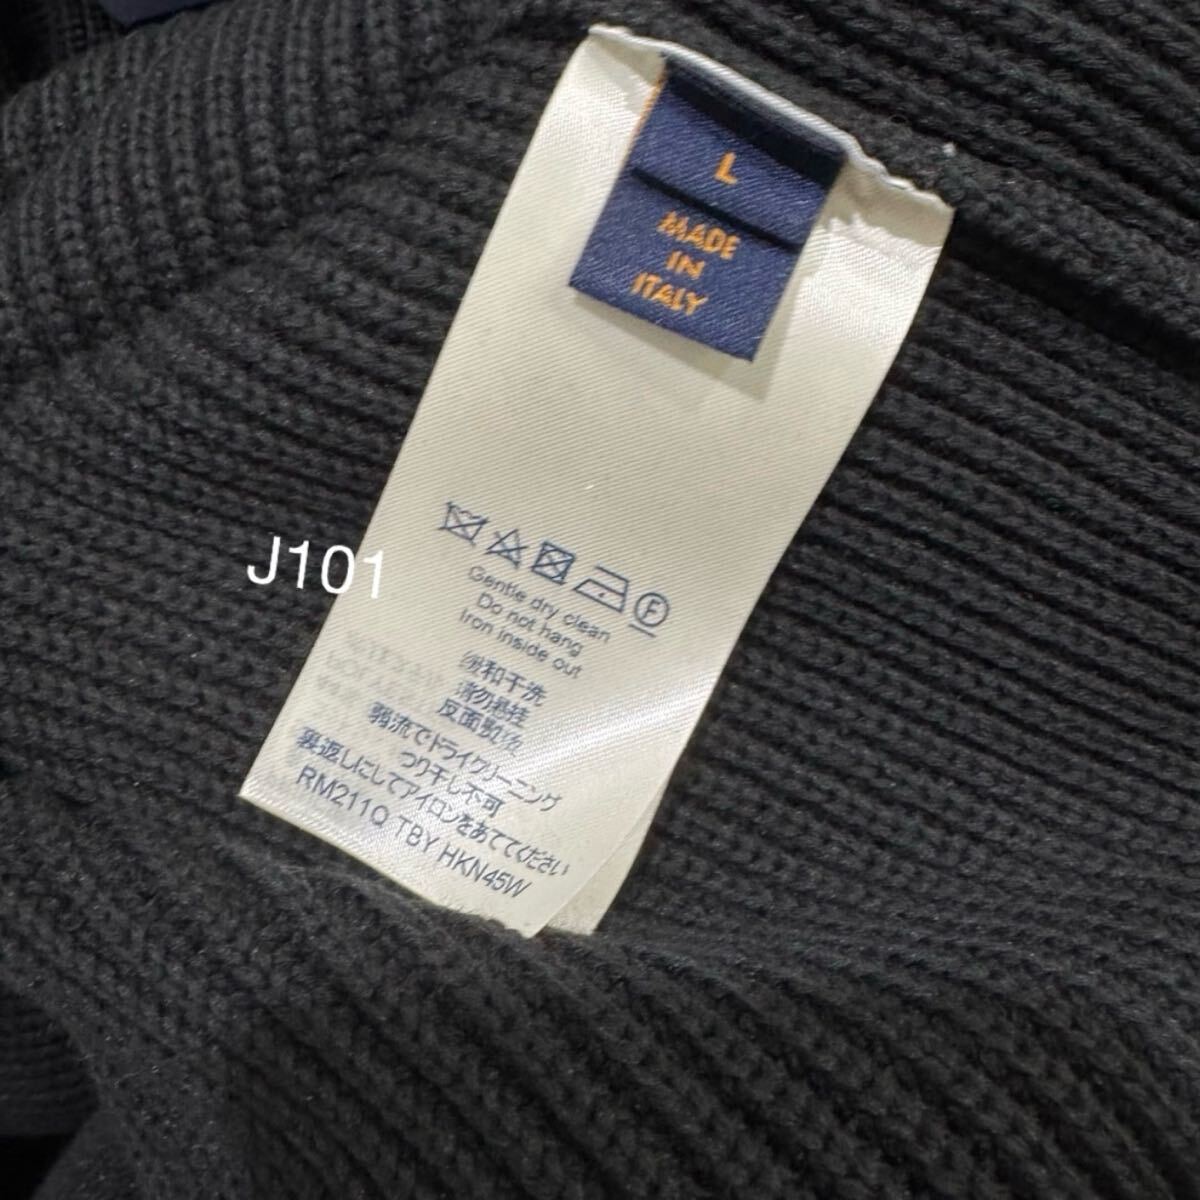 L
MADE
IN
ITALY
J101
F
Gentle dry clean
Do not hang
Iron inside out
缓和干洗
请勿悬挂
反面熨烫
弱流でドライクリーニング
つり干し不可
裏返しにしてアイロンをあててください
RM211Q TBY HKN45W